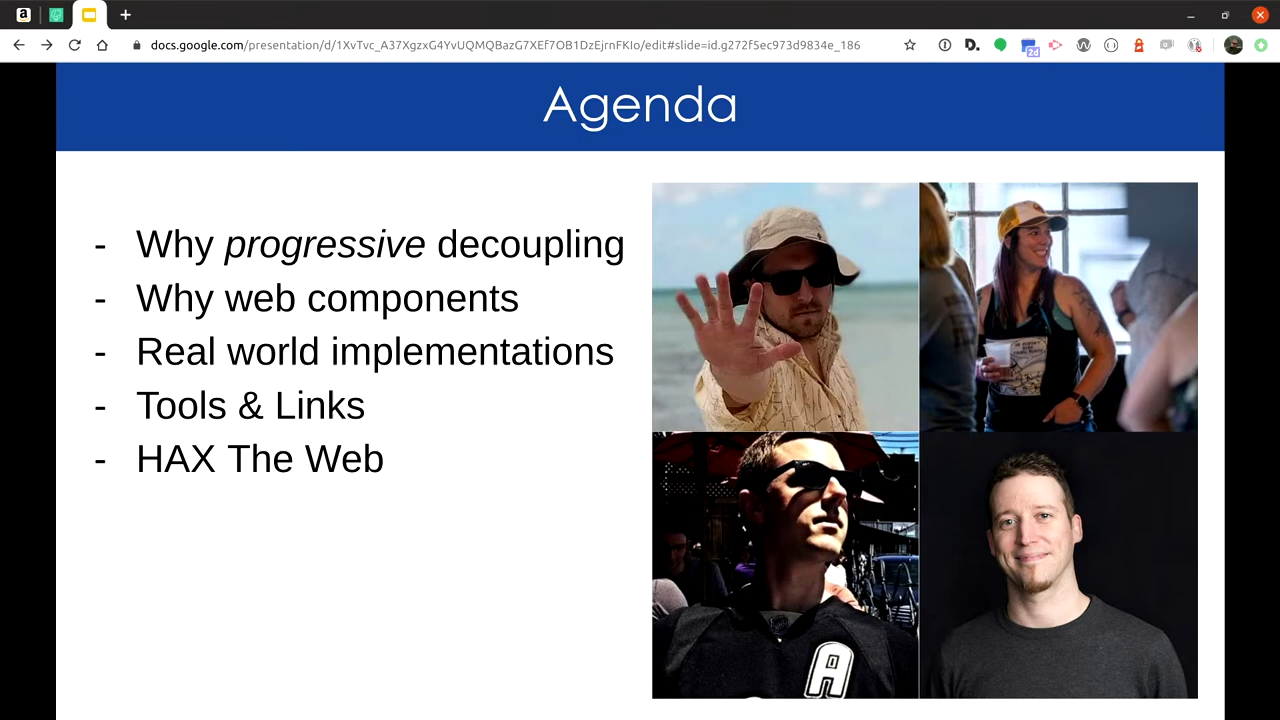 docs.google.com/presentation/d/1XvTvc_A37XgzxG4YvUQMQBazG7XEf7OB1DzEjrnFKIo/edit#slide=id.g272f5ec973d9834e_186
2d
Agenda
- Why progressive decoupling
- Why web components
- Real world implementations
- Tools & Links
- HAX The Web
A